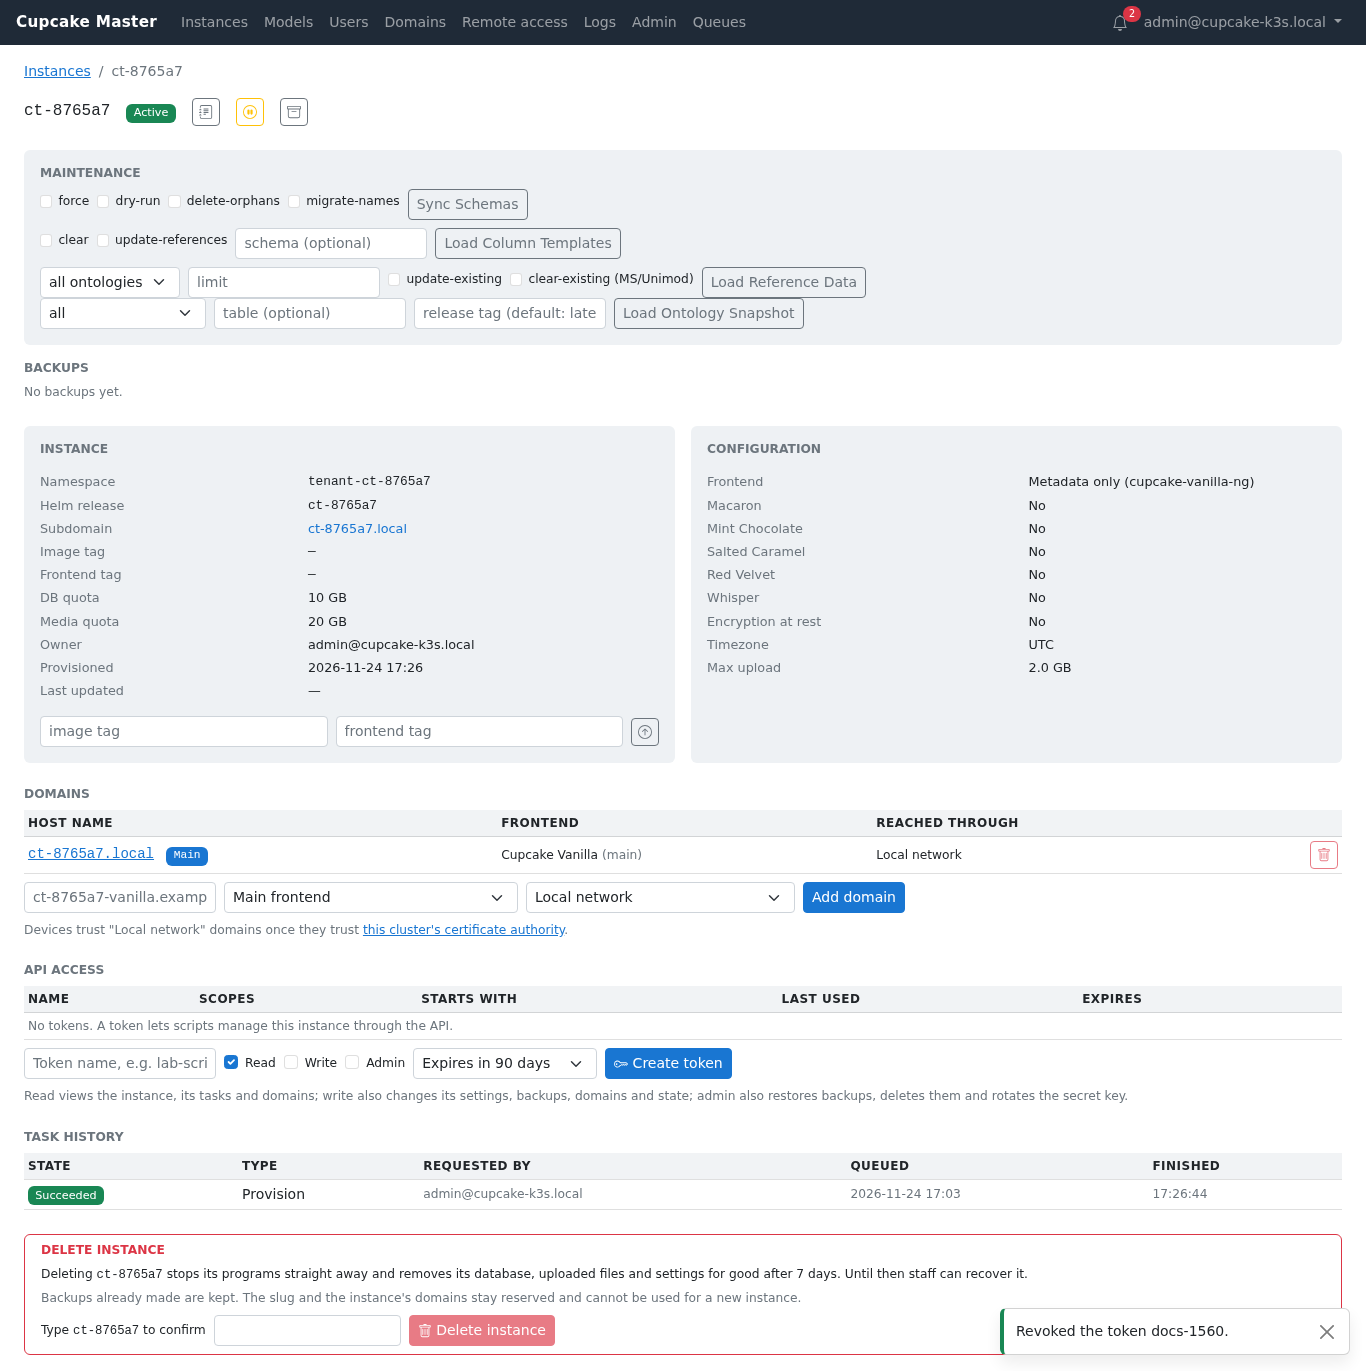 Cupcake Master Instances Models Users Domains Remote access Logs Admin Queues 2 admin@cupcake-k3s.local
Instances / ct-8765a7
ct-8765a7 Active
MAINTENANCE
force dry-run delete-orphans migrate-names Sync Schemas
clear update-references schema (optional) Load Column Templates
all ontologies limit update-existing clear-existing (MS/Unimod) Load Reference Data
all table (optional) release tag (default: late Load Ontology Snapshot
BACKUPS
No backups yet.
INSTANCE
Namespace tenant-ct-8765a7
Helm release ct-8765a7
Subdomain ct-8765a7.local
Image tag —
Frontend tag —
DB quota 10 GB
Media quota 20 GB
Owner admin@cupcake-k3s.local
Provisioned 2026-11-24 17:26
Last updated —
image tag frontend tag
CONFIGURATION
Frontend Metadata only (cupcake-vanilla-ng)
Macaron No
Mint Chocolate No
Salted Caramel No
Red Velvet No
Whisper No
Encryption at rest No
Timezone UTC
Max upload 2.0 GB
DOMAINS
HOST NAME FRONTEND REACHED THROUGH
ct-8765a7.local Main Cupcake Vanilla (main) Local network
ct-8765a7-vanilla.examp Main frontend Local network Add domain
Devices trust "Local network" domains once they trust this cluster's certificate authority.
API ACCESS
NAME SCOPES STARTS WITH LAST USED EXPIRES
No tokens. A token lets scripts manage this instance through the API.
Token name, e.g. lab-scri Read Write Admin Expires in 90 days Create token
Read views the instance, its tasks and domains; write also changes its settings, backups, domains and state; admin also restores backups, deletes them and rotates the secret key.
TASK HISTORY
STATE TYPE REQUESTED BY QUEUED FINISHED
Succeeded Provision admin@cupcake-k3s.local 2026-11-24 17:03 17:26:44
DELETE INSTANCE
Deleting ct-8765a7 stops its programs straight away and removes its database, uploaded files and settings for good after 7 days. Until then staff can recover it.
Backups already made are kept. The slug and the instance's domains stay reserved and cannot be used for a new instance.
Type ct-8765a7 to confirm Delete instance
Revoked the token docs-1560.